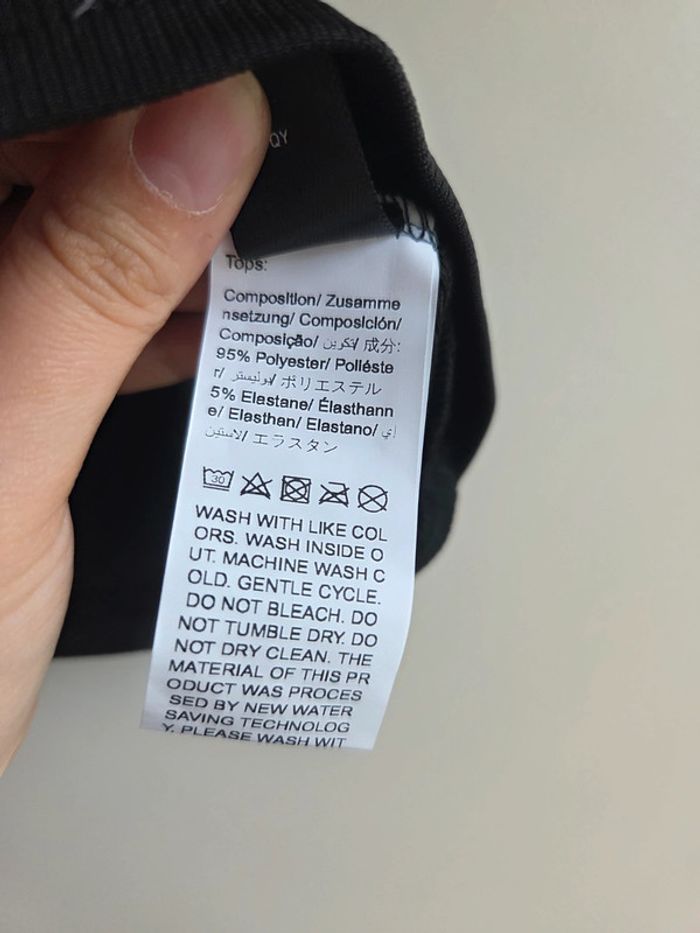 QY
Tops:
Composition/ Zusamme
nsetzung/ Composición/
Composição/ تكوين/ 成分:
95% Polyester/ Poliéste
r/ بوليستر/ ポリエステル
5% Elastane/ Élasthann
e/ Elasthan/ Elastano/ إي
لاستين/ エラスタン
30
WASH WITH LIKE COL
ORS. WASH INSIDE O
UT. MACHINE WASH C
OLD. GENTLE CYCLE.
DO NOT BLEACH. DO
NOT TUMBLE DRY. DO
NOT DRY CLEAN. THE
MATERIAL OF THIS PR
ODUCT WAS PROCES
SED BY NEW WATER
SAVING TECHNOLOG
Y. PLEASE WASH WIT